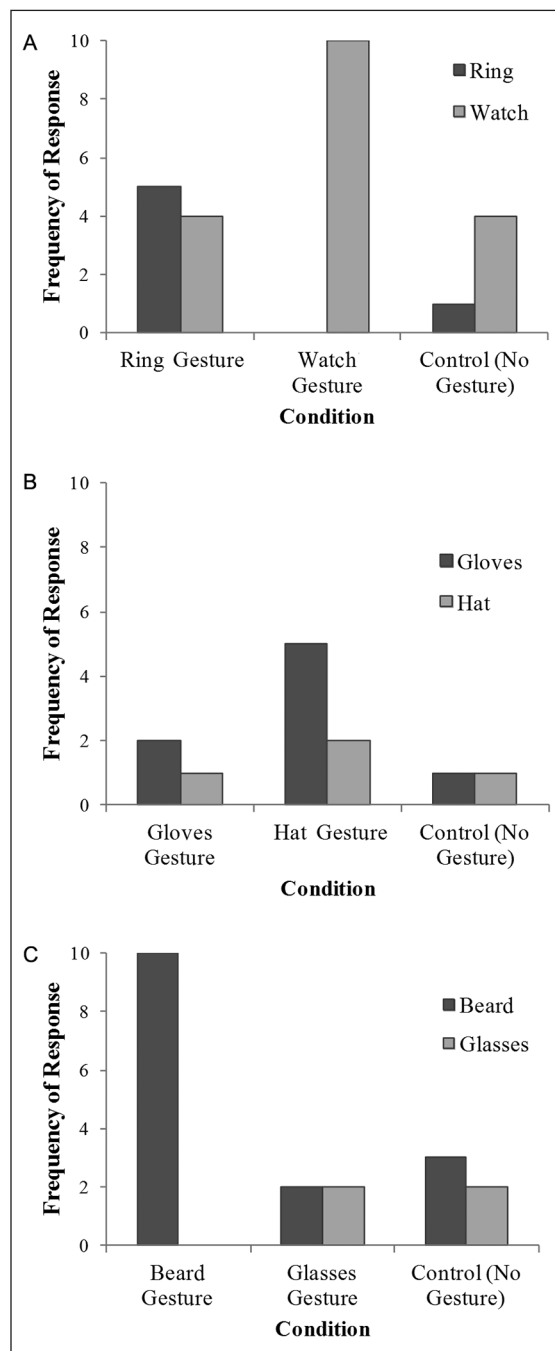 A
10
8
6
4
2
0
Frequency of Response
Ring
Watch
Ring Gesture
Watch
Gesture
Control (No
Gesture)
Condition
B
10
8
6
4
2
0
Frequency of Response
Gloves
Hat
Gloves
Gesture
Hat Gesture
Control (No
Gesture)
Condition
C
10
8
6
4
2
0
Frequency of Response
Beard
Glasses
Beard
Gesture
Glasses
Gesture
Control (No
Gesture)
Condition